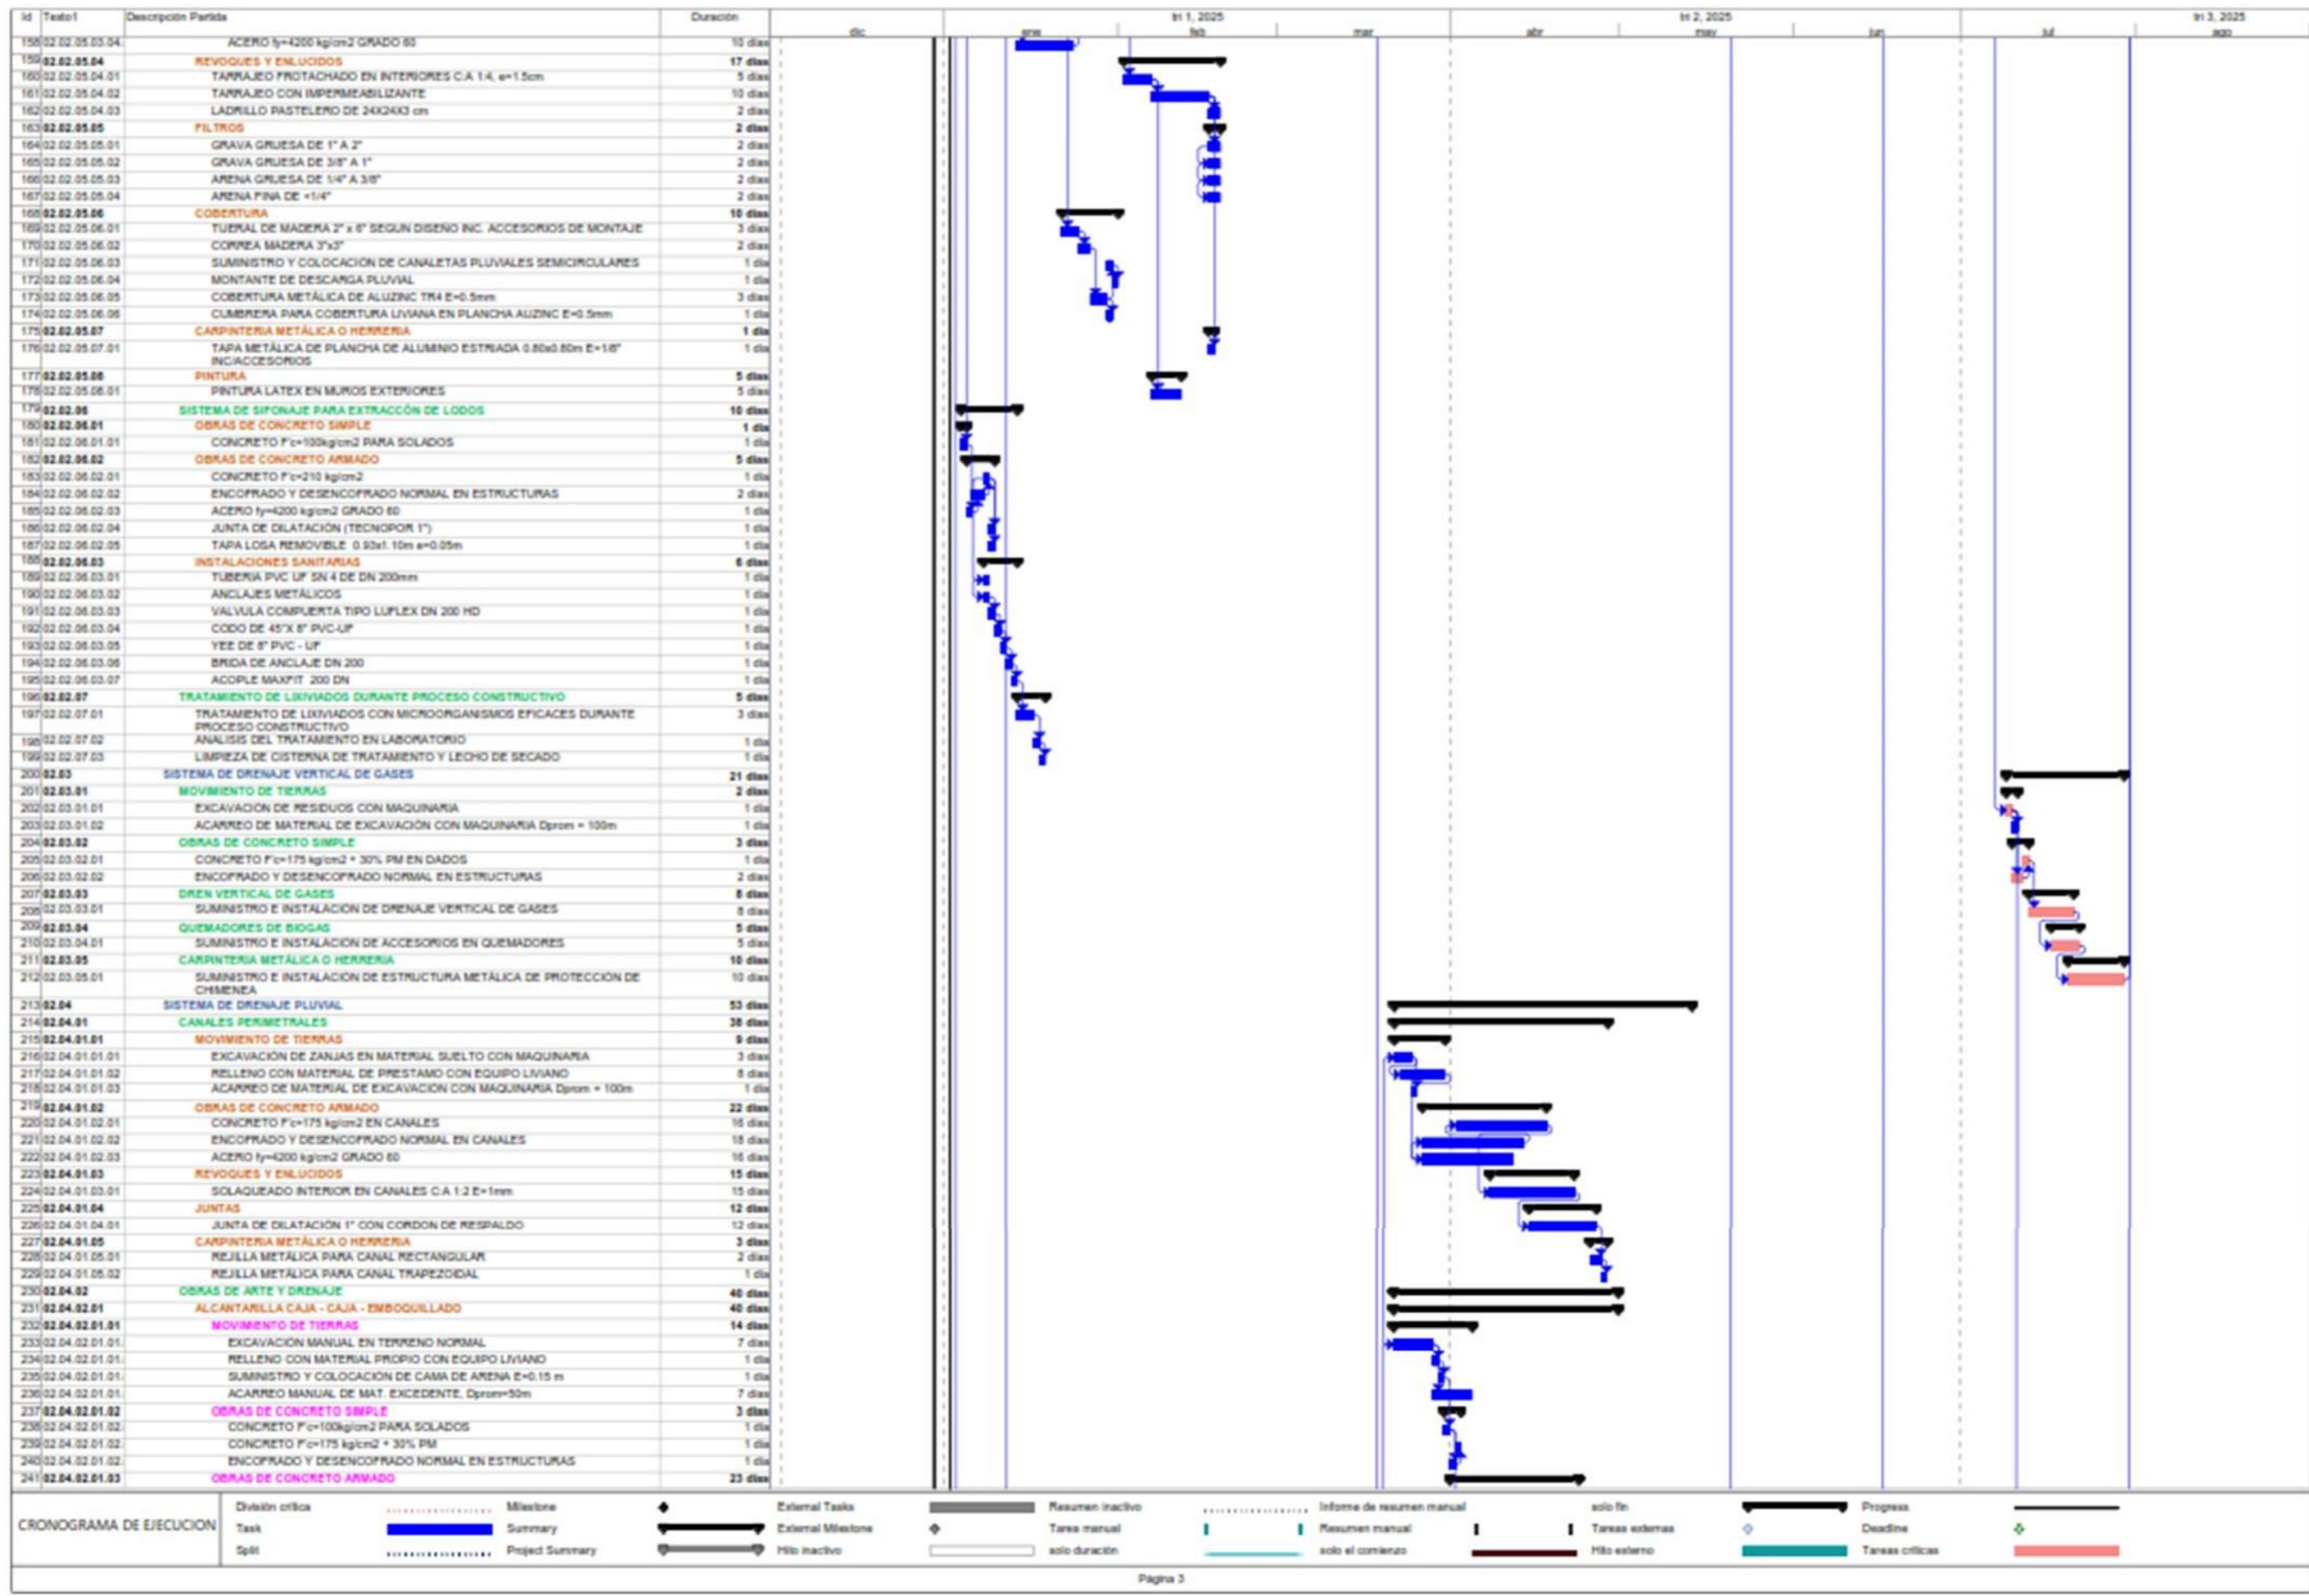 Id Texto1 Descripción Partida Duración tri 1, 2025 tri 2, 2025 tri 3, 2025
dic ene feb mar abr may jun jul ago
158 02.02.05.03.04. ACERO fy=4200 kg/cm2 GRADO 60 10 días
159 02.02.05.04 REVOQUES Y ENLUCIDOS 17 días
160 02.02.05.04.01 TARRAJEO FROTACHADO EN INTERIORES C:A 1:4, e=1.5cm 5 días
161 02.02.05.04.02 TARRAJEO CON IMPERMEABILIZANTE 10 días
162 02.02.05.04.03 LADRILLO PASTELERO DE 24X24X3 cm 2 días
163 02.02.05.05 FILTROS 2 días
164 02.02.05.05.01 GRAVA GRUESA DE 1" A 2" 2 días
165 02.02.05.05.02 GRAVA GRUESA DE 3/8" A 1" 2 días
166 02.02.05.05.03 ARENA GRUESA DE 1/4" A 3/8" 2 días
167 02.02.05.05.04 ARENA FINA DE <1/4" 2 días
168 02.02.05.06 COBERTURA 10 días
169 02.02.05.06.01 TIJERAL DE MADERA 2" x 6" SEGUN DISEÑO INC. ACCESORIOS DE MONTAJE 3 días
170 02.02.05.06.02 CORREA MADERA 3"x3" 2 días
171 02.02.05.06.03 SUMINISTRO Y COLOCACIÓN DE CANALETAS PLUVIALES SEMICIRCULARES 1 día
172 02.02.05.06.04 MONTANTE DE DESCARGA PLUVIAL 1 día
173 02.02.05.06.05 COBERTURA METÁLICA DE ALUZINC TR4 E=0.5mm 3 días
174 02.02.05.06.06 CUMBRERA PARA COBERTURA LIVIANA EN PLANCHA AUZINC E=0.5mm 1 día
175 02.02.05.07 CARPINTERIA METÁLICA O HERRERIA 1 día
176 02.02.05.07.01 TAPA METÁLICA DE PLANCHA DE ALUMINIO ESTRIADA 0.80x0.80m E=1/8" 1 día
INC/ACCESORIOS
177 02.02.05.08 PINTURA 5 días
178 02.02.05.08.01 PINTURA LATEX EN MUROS EXTERIORES 5 días
179 02.02.06 SISTEMA DE SIFONAJE PARA EXTRACCÓN DE LODOS 10 días
180 02.02.06.01 OBRAS DE CONCRETO SIMPLE 1 día
181 02.02.06.01.01 CONCRETO F'c=100kg/cm2 PARA SOLADOS 1 día
182 02.02.06.02 OBRAS DE CONCRETO ARMADO 5 días
183 02.02.06.02.01 CONCRETO F'c=210 kg/cm2 1 día
184 02.02.06.02.02 ENCOFRADO Y DESENCOFRADO NORMAL EN ESTRUCTURAS 2 días
185 02.02.06.02.03 ACERO fy=4200 kg/cm2 GRADO 60 1 día
186 02.02.06.02.04 JUNTA DE DILATACIÓN (TECNOPOR 1") 1 día
187 02.02.06.02.05 TAPA LOSA REMOVIBLE 0.93x1.10m e=0.05m 1 día
188 02.02.06.03 INSTALACIONES SANITARIAS 6 días
189 02.02.06.03.01 TUBERIA PVC UF SN 4 DE DN 200mm 1 día
190 02.02.06.03.02 ANCLAJES METÁLICOS 1 día
191 02.02.06.03.03 VALVULA COMPUERTA TIPO LUFLEX DN 200 HD 1 día
192 02.02.06.03.04 CODO DE 45°X 8" PVC-UF 1 día
193 02.02.06.03.05 YEE DE 8" PVC - UF 1 día
194 02.02.06.03.06 BRIDA DE ANCLAJE DN 200 1 día
195 02.02.06.03.07 ACOPLE MAXFIT 200 DN 1 día
196 02.02.07 TRATAMIENTO DE LIXIVIADOS DURANTE PROCESO CONSTRUCTIVO 5 días
197 02.02.07.01 TRATAMIENTO DE LIXIVIADOS CON MICROORGANISMOS EFICACES DURANTE 3 días
PROCESO CONSTRUCTIVO
198 02.02.07.02 ANALISIS DEL TRATAMIENTO EN LABORATORIO 1 día
199 02.02.07.03 LIMPIEZA DE CISTERNA DE TRATAMIENTO Y LECHO DE SECADO 1 día
200 02.03 SISTEMA DE DRENAJE VERTICAL DE GASES 21 días
201 02.03.01 MOVIMIENTO DE TIERRAS 2 días
202 02.03.01.01 EXCAVACIÓN DE RESIDUOS CON MAQUINARIA 1 día
203 02.03.01.02 ACARREO DE MATERIAL DE EXCAVACIÓN CON MAQUINARIA Dprom = 100m 1 día
204 02.03.02 OBRAS DE CONCRETO SIMPLE 3 días
205 02.03.02.01 CONCRETO F'c=175 kg/cm2 + 30% PM EN DADOS 1 día
206 02.03.02.02 ENCOFRADO Y DESENCOFRADO NORMAL EN ESTRUCTURAS 2 días
207 02.03.03 DREN VERTICAL DE GASES 8 días
208 02.03.03.01 SUMINISTRO E INSTALACIÓN DE DRENAJE VERTICAL DE GASES 8 días
209 02.03.04 QUEMADORES DE BIOGAS 5 días
210 02.03.04.01 SUMINISTRO E INSTALACIÓN DE ACCESORIOS EN QUEMADORES 5 días
211 02.03.05 CARPINTERIA METÁLICA O HERRERIA 10 días
212 02.03.05.01 SUMINISTRO E INSTALACIÓN DE ESTRUCTURA METÁLICA DE PROTECCIÓN DE 10 días
CHIMENEA
213 02.04 SISTEMA DE DRENAJE PLUVIAL 53 días
214 02.04.01 CANALES PERIMETRALES 38 días
215 02.04.01.01 MOVIMIENTO DE TIERRAS 9 días
216 02.04.01.01.01 EXCAVACIÓN DE ZANJAS EN MATERIAL SUELTO CON MAQUINARIA 3 días
217 02.04.01.01.02 RELLENO CON MATERIAL DE PRESTAMO CON EQUIPO LIVIANO 8 días
218 02.04.01.01.03 ACARREO DE MATERIAL DE EXCAVACIÓN CON MAQUINARIA Dprom = 100m 1 día
219 02.04.01.02 OBRAS DE CONCRETO ARMADO 22 días
220 02.04.01.02.01 CONCRETO F'c=175 kg/cm2 EN CANALES 16 días
221 02.04.01.02.02 ENCOFRADO Y DESENCOFRADO NORMAL EN CANALES 18 días
222 02.04.01.02.03 ACERO fy=4200 kg/cm2 GRADO 60 16 días
223 02.04.01.03 REVOQUES Y ENLUCIDOS 15 días
224 02.04.01.03.01 SOLAQUEADO INTERIOR EN CANALES C:A 1:2 E=1mm 15 días
225 02.04.01.04 JUNTAS 12 días
226 02.04.01.04.01 JUNTA DE DILATACIÓN 1" CON CORDON DE RESPALDO 12 días
227 02.04.01.05 CARPINTERIA METÁLICA O HERRERIA 3 días
228 02.04.01.05.01 REJILLA METÁLICA PARA CANAL RECTANGULAR 2 días
229 02.04.01.05.02 REJILLA METÁLICA PARA CANAL TRAPEZOIDAL 1 día
230 02.04.02 OBRAS DE ARTE Y DRENAJE 40 días
231 02.04.02.01 ALCANTARILLA CAJA - CAJA - EMBOQUILLADO 40 días
232 02.04.02.01.01 MOVIMIENTO DE TIERRAS 14 días
233 02.04.02.01.01. EXCAVACIÓN MANUAL EN TERRENO NORMAL 7 días
234 02.04.02.01.01. RELLENO CON MATERIAL PROPIO CON EQUIPO LIVIANO 1 día
235 02.04.02.01.01. SUMINISTRO Y COLOCACIÓN DE CAMA DE ARENA E=0.15 m 1 día
236 02.04.02.01.01. ACARREO MANUAL DE MAT. EXCEDENTE, Dprom=50m 7 días
237 02.04.02.01.02 OBRAS DE CONCRETO SIMPLE 3 días
238 02.04.02.01.02. CONCRETO F'c=100kg/cm2 PARA SOLADOS 1 día
239 02.04.02.01.02. CONCRETO F'c=175 kg/cm2 + 30% PM 1 día
240 02.04.02.01.02. ENCOFRADO Y DESENCOFRADO NORMAL EN ESTRUCTURAS 1 día
241 02.04.02.01.03 OBRAS DE CONCRETO ARMADO 23 días
CRONOGRAMA DE EJECUCION
División crítica Milestone External Tasks Resumen inactivo Informe de resumen manual solo fin Progress
Task Summary External Milestone Tarea manual Resumen manual Tareas externas Deadline
Split Project Summary Hito inactivo solo duración solo el comienzo Hito externo Tareas críticas
Página 3